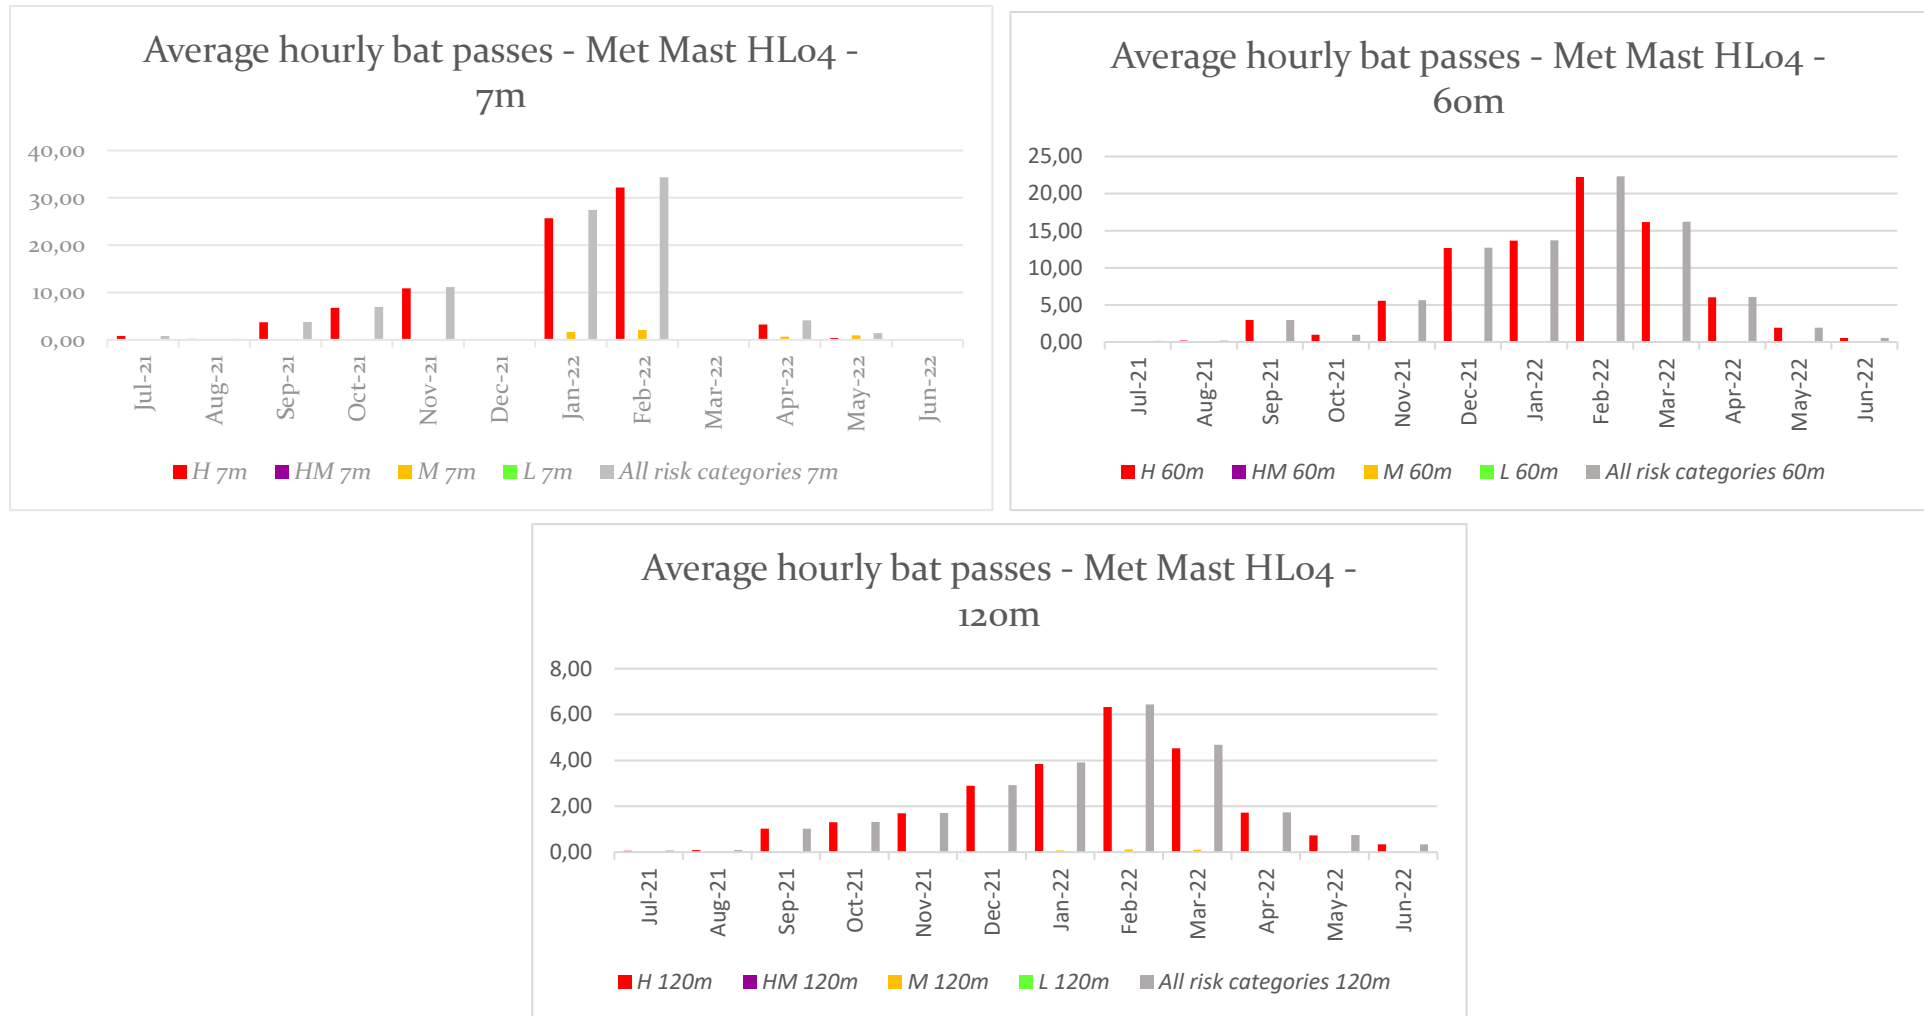 Average hourly bat passes - Met Mast HL04 -
7m
40,00
30,00
20,00
10,00
0,00
Jul-21
Aug-21
Sep-21
Oct-21
Nov-21
Dec-21
Jan-22
Feb-22
Mar-22
Apr-22
May-22
Jun-22
H 7m HM 7m M 7m L 7m All risk categories 7m
Average hourly bat passes - Met Mast HL04 -
60m
25,00
20,00
15,00
10,00
5,00
0,00
Jul-21
Aug-21
Sep-21
Oct-21
Nov-21
Dec-21
Jan-22
Feb-22
Mar-22
Apr-22
May-22
Jun-22
H 60m HM 60m M 60m L 60m All risk categories 60m
Average hourly bat passes - Met Mast HL04 -
120m
8,00
6,00
4,00
2,00
0,00
Jul-21
Aug-21
Sep-21
Oct-21
Nov-21
Dec-21
Jan-22
Feb-22
Mar-22
Apr-22
May-22
Jun-22
H 120m HM 120m M 120m L 120m All risk categories 120m